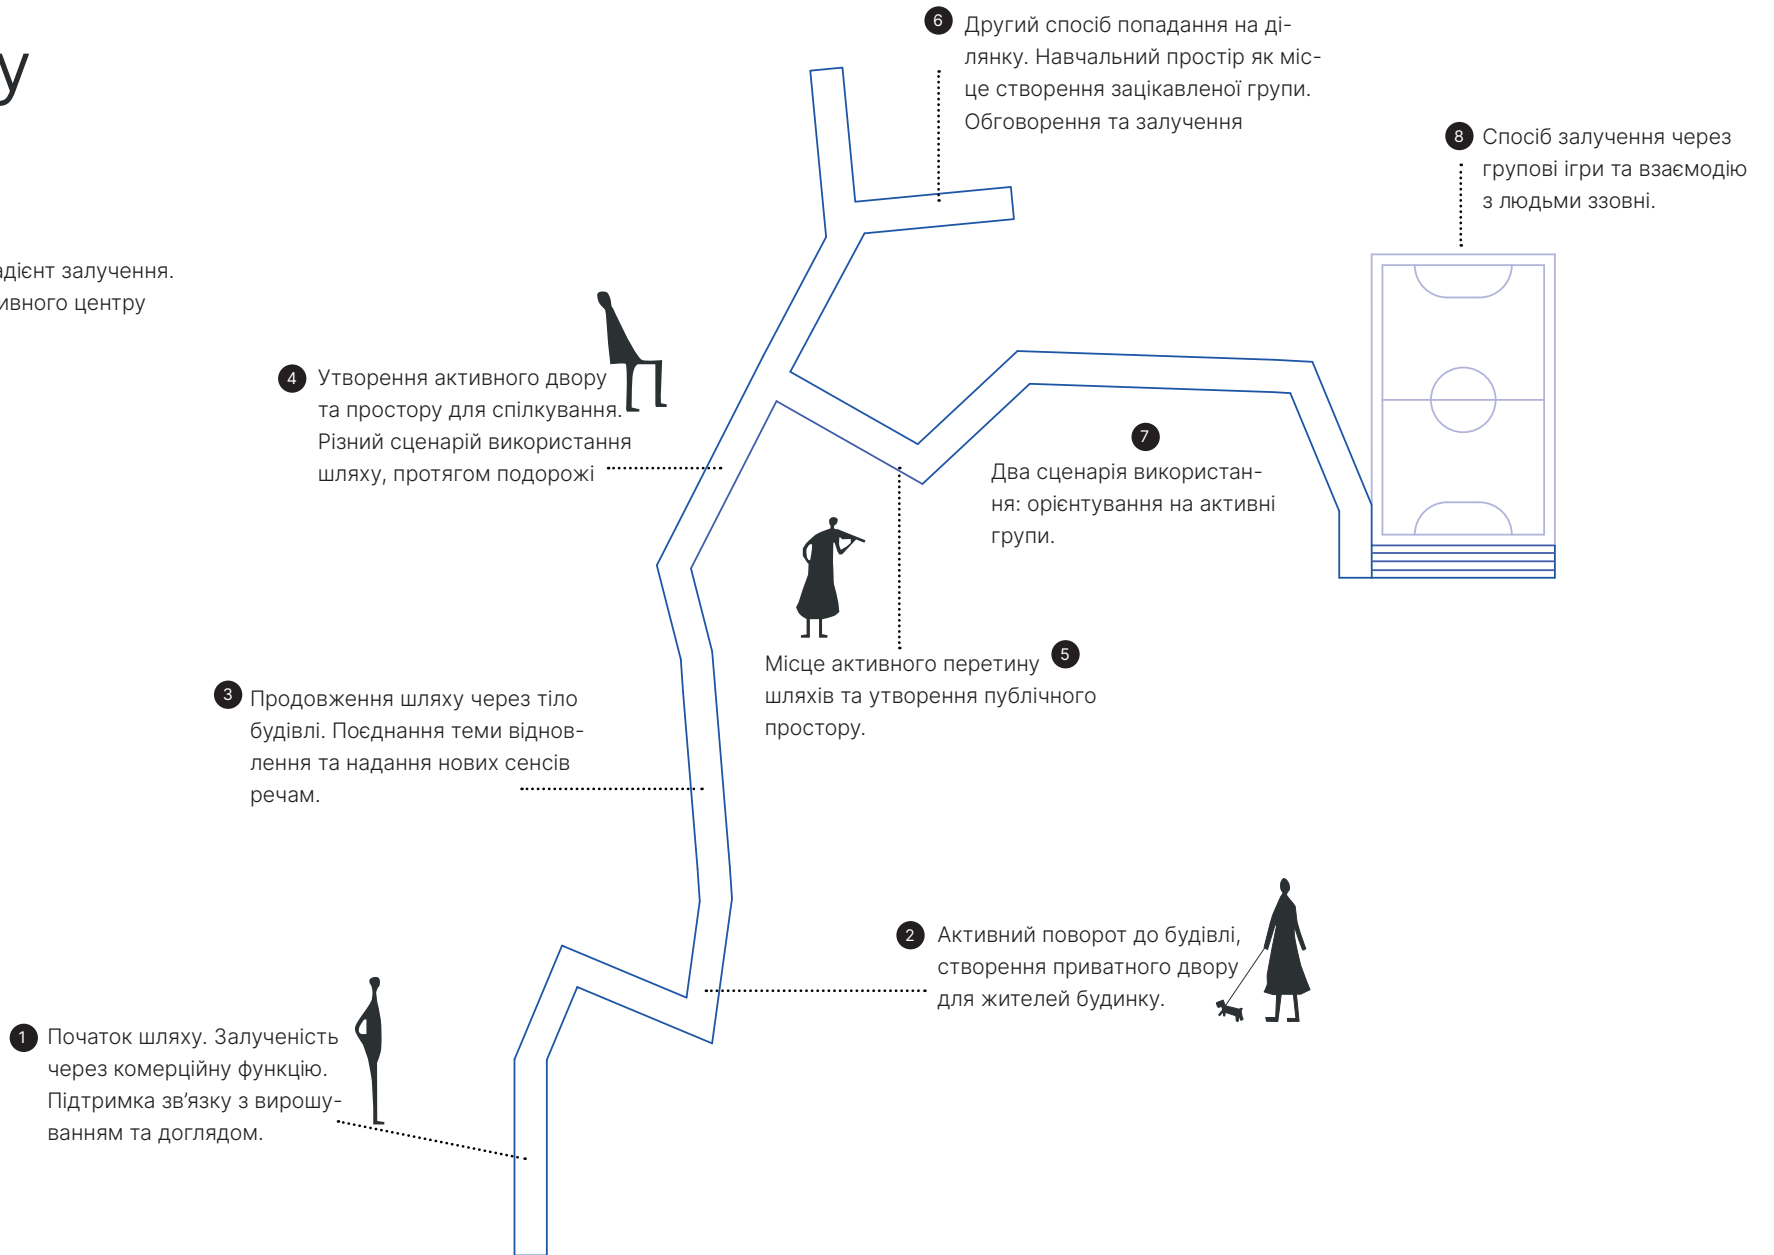 у
6 Другий спосіб попадання на ді-
лянку. Навчальний простір як міс-
це створення зацікавленої групи.
Обговорення та залучення
8 Спосіб залучення через
групові ігри та взаємодію
з людьми ззовні.
адієнт залучення.
ивного центру
4 Утворення активного двору
та простору для спілкування.
Різний сценарій використання
шляху, протягом подорожі
7
Два сценарія використан-
ня: орієнтування на активні
групи.
Місце активного перетину 5
шляхів та утворення публічного
простору.
3 Продовження шляху через тіло
будівлі. Поєднання теми віднов-
лення та надання нових сенсів
речам.
2 Активний поворот до будівлі,
створення приватного двору
для жителей будинку.
1 Початок шляху. Залученість
через комерційну функцію.
Підтримка зв’язку з вирошу-
ванням та доглядом.